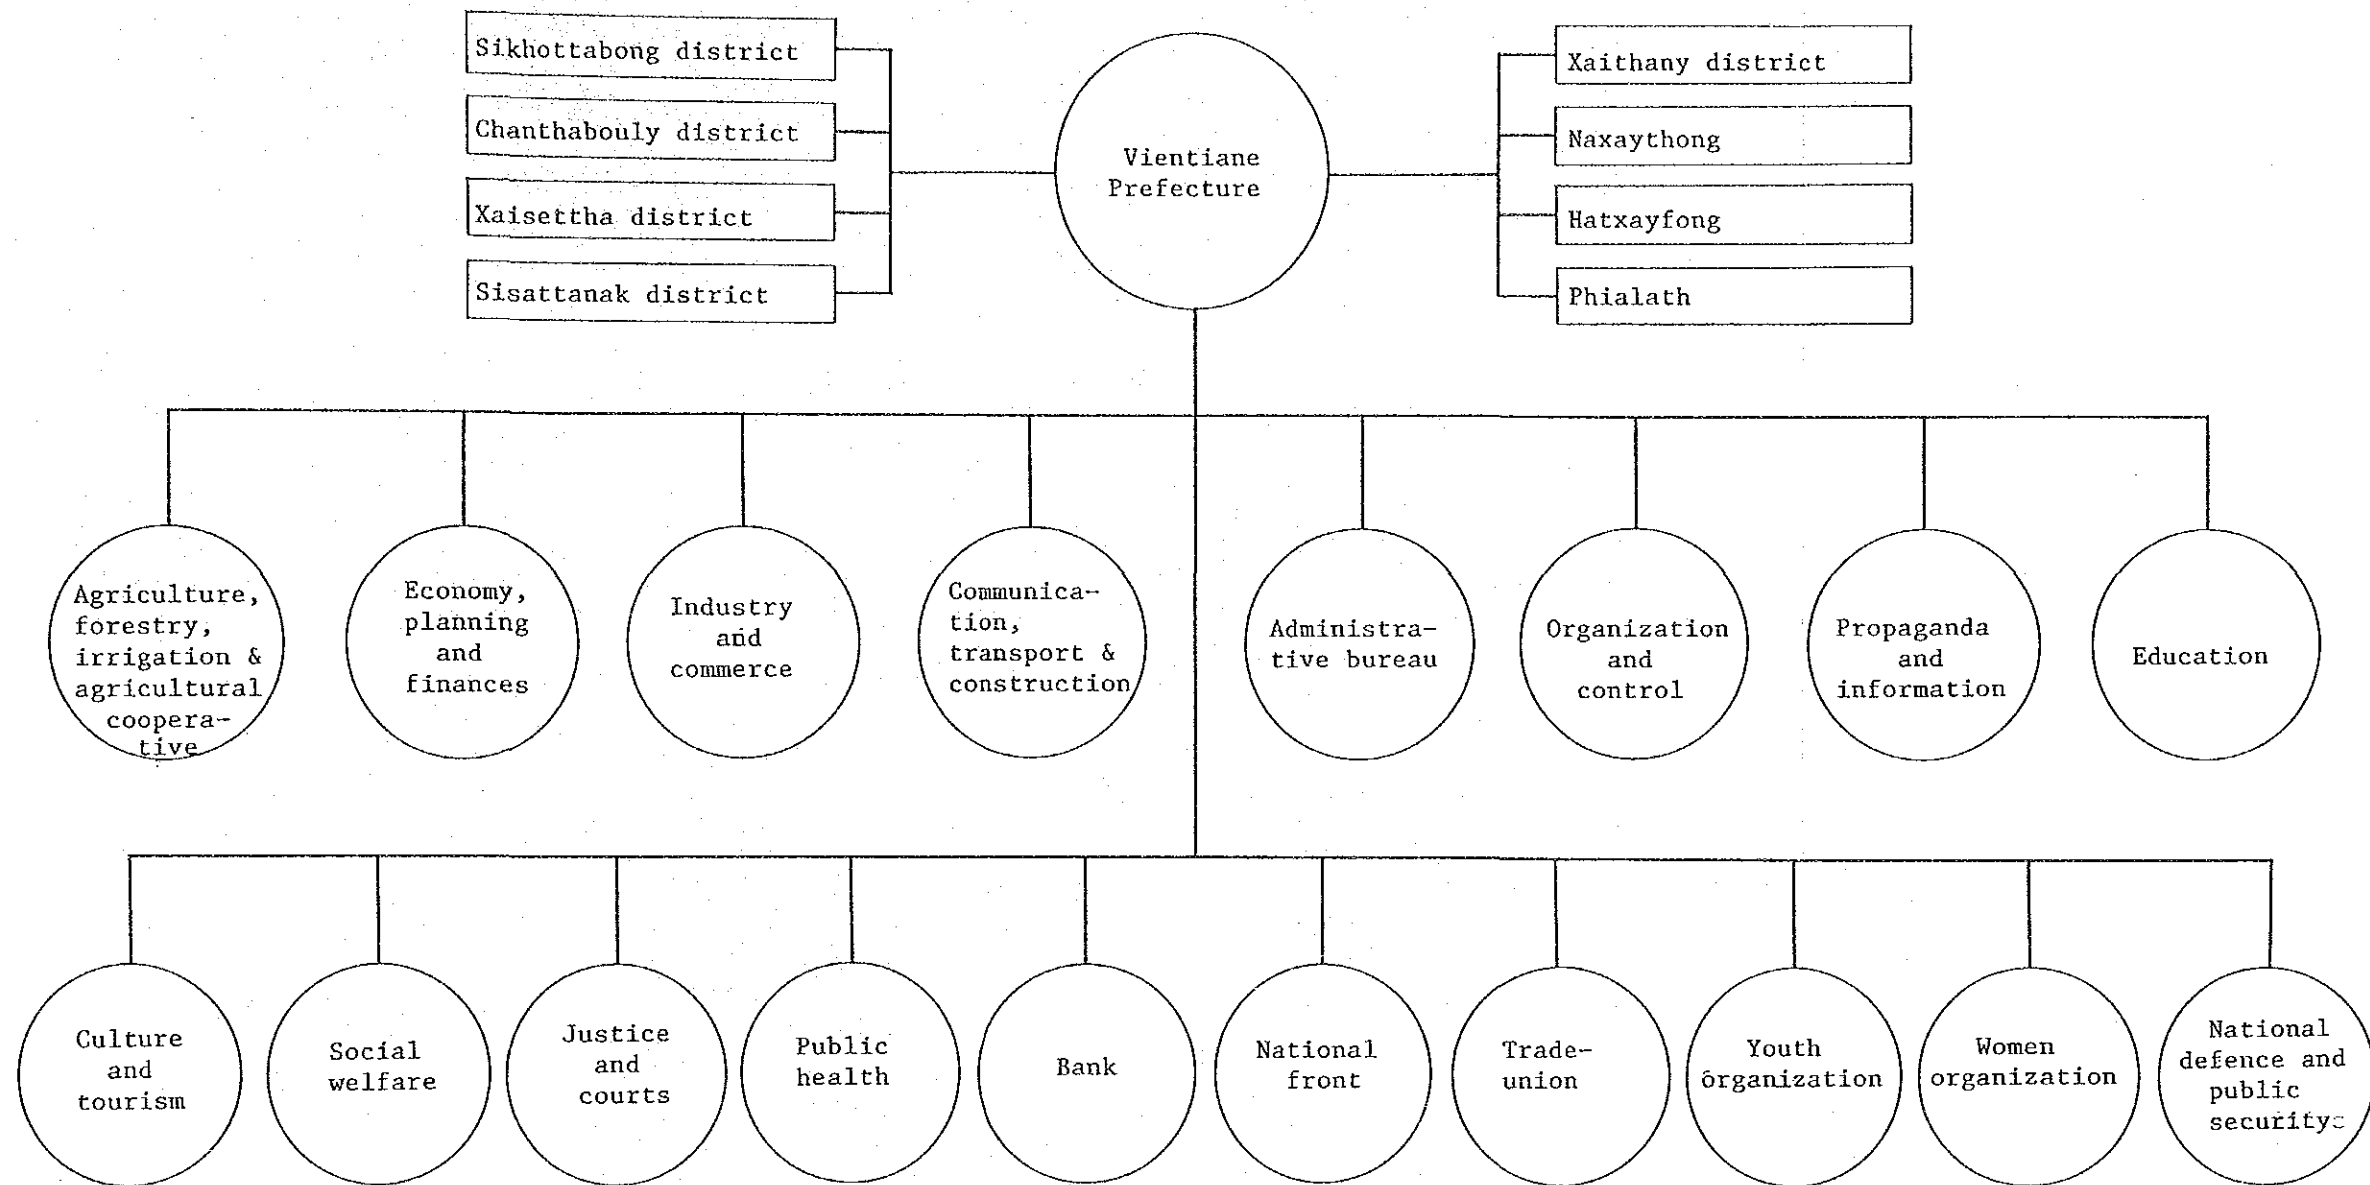 Sikhottabong district
Chanthabouly district
Xaisettha district
Sisattanak district
Vientiane
Prefecture
Xaithany district
Naxaythong
Hatxayfong
Phialath
Agriculture,
forestry,
irrigation &
agricultural
coopera-
tive
Economy,
planning
and
finances
Industry
and
commerce
Communica-
tion,
transport &
construction
Administra-
tive bureau
Organization
and
control
Propaganda
and
information
Education
Culture
and
tourism
Social
welfare
Justice
and
courts
Public
health
Bank
National
front
Trade-
union
Youth
organization
Women
organization
National
defence and
public
security